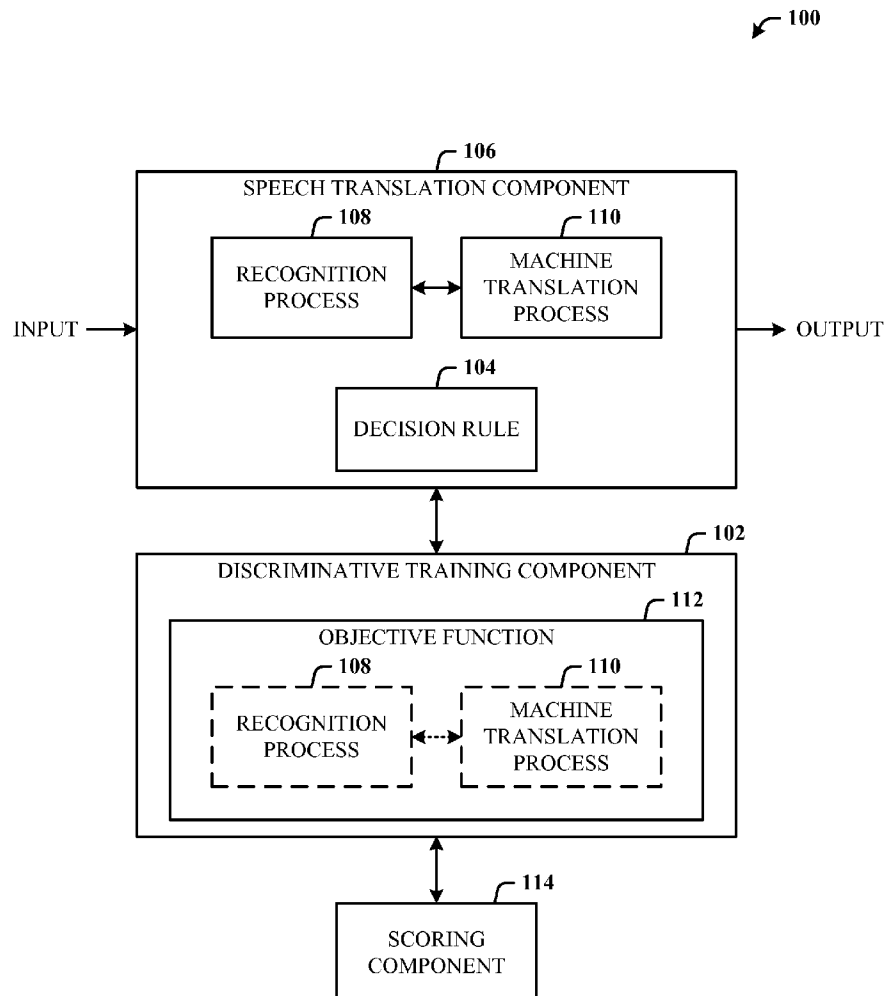 100
106
SPEECH TRANSLATION COMPONENT
108
110
RECOGNITION
PROCESS
MACHINE
TRANSLATION
PROCESS
INPUT
OUTPUT
104
DECISION RULE
102
DISCRIMINATIVE TRAINING COMPONENT
112
OBJECTIVE FUNCTION
108
110
RECOGNITION
PROCESS
MACHINE
TRANSLATION
PROCESS
114
SCORING
COMPONENT